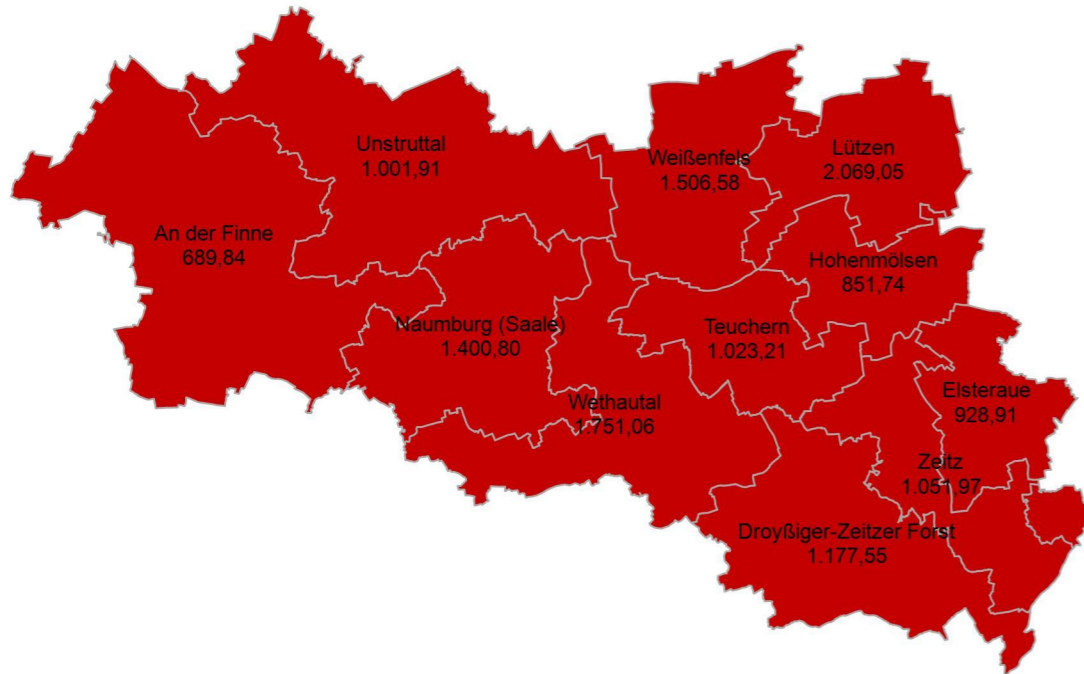 Unstruttal
1.001,91
Weißenfels
1.506,58
Lützen
2.069,05
An der Finne
689,84
Hohenmölsen
851,74
Naumburg (Saale)
1.400,80
Teuchern
1.023,21
Wethautal
1.751,06
Elsteraue
928,91
Zeitz
1.051,97
Droyßiger-Zeitzer Forst
1.177,55